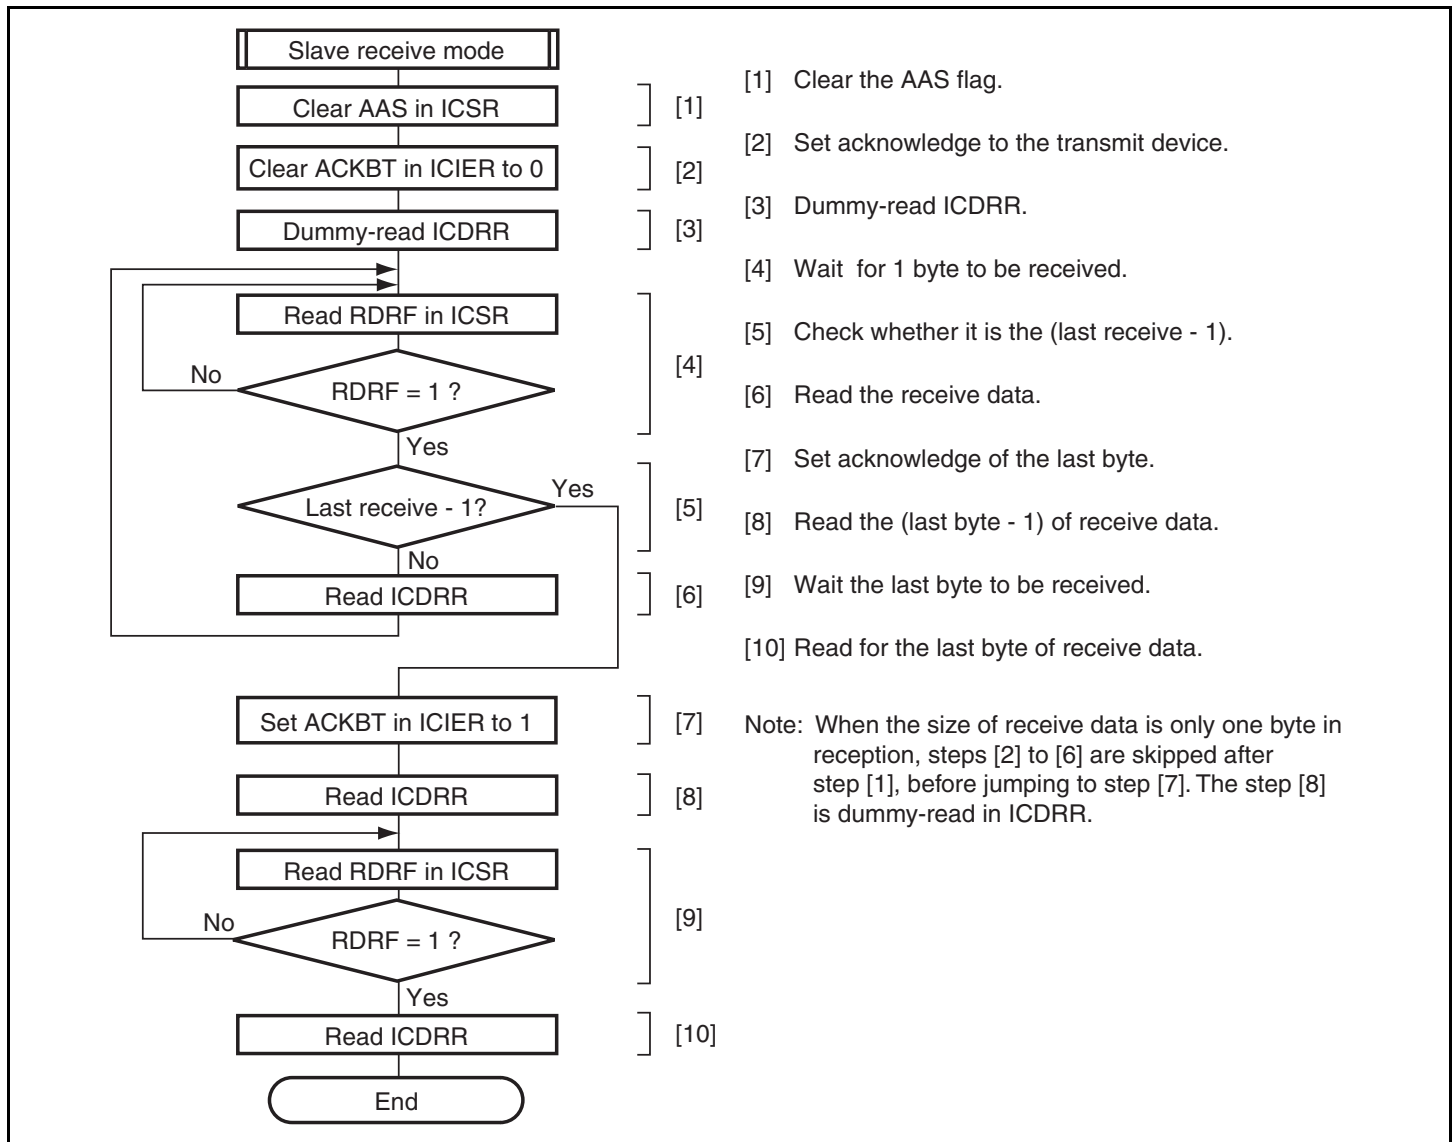 Slave receive mode
Clear AAS in ICSR
[1]
Clear ACKBT in ICIER to 0
[2]
Dummy-read ICDRR
[3]
Read RDRF in ICSR
No
RDRF = 1 ?
[4]
Yes
Last receive - 1?
Yes
[5]
No
Read ICDRR
[6]
Set ACKBT in ICIER to 1
[7]
Read ICDRR
[8]
Read RDRF in ICSR
No
RDRF = 1 ?
[9]
Yes
Read ICDRR
[10]
End
[1] Clear the AAS flag.
[2] Set acknowledge to the transmit device.
[3] Dummy-read ICDRR.
[4] Wait for 1 byte to be received.
[5] Check whether it is the (last receive - 1).
[6] Read the receive data.
[7] Set acknowledge of the last byte.
[8] Read the (last byte - 1) of receive data.
[9] Wait the last byte to be received.
[10] Read for the last byte of receive data.
Note: When the size of receive data is only one byte in
reception, steps [2] to [6] are skipped after
step [1], before jumping to step [7]. The step [8]
is dummy-read in ICDRR.